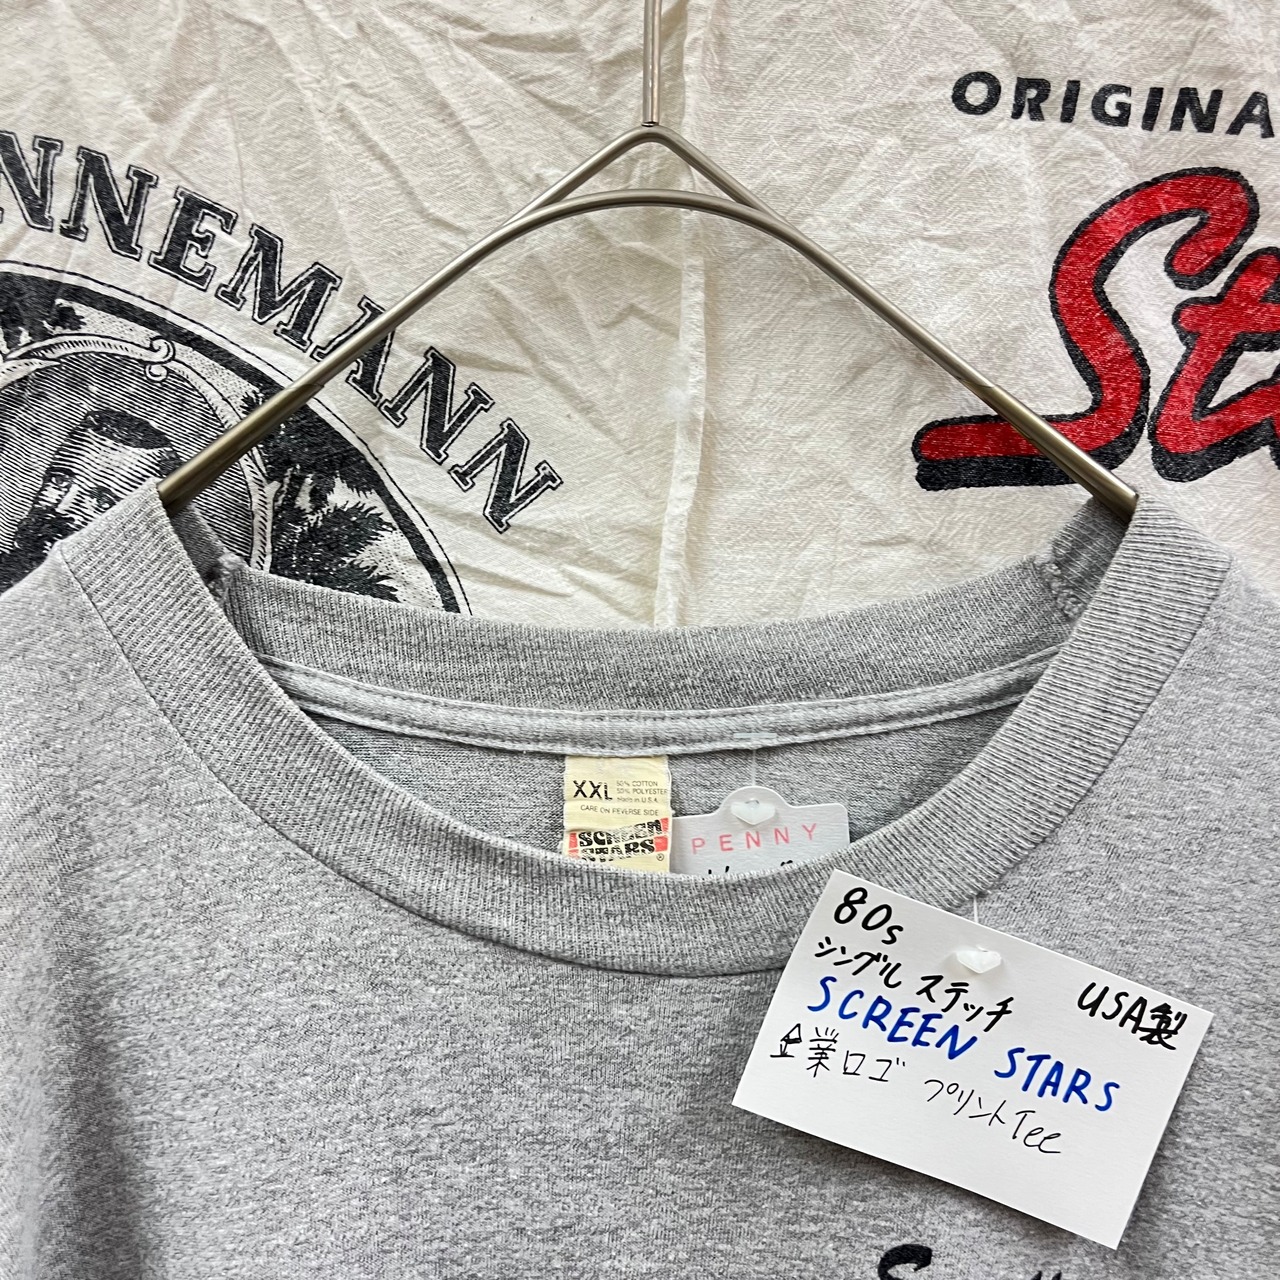 NNEMANN
ORIGINA
St
XXL
50% COTTON
50% POLYESTER
Made in U.S.A.
CARE ON REVERSE SIDE
SCREEN
STARS
®
PENNY
80s
シングル ステッチ
USA製
SCREEN STARS
企業ロゴ プリントTee
S